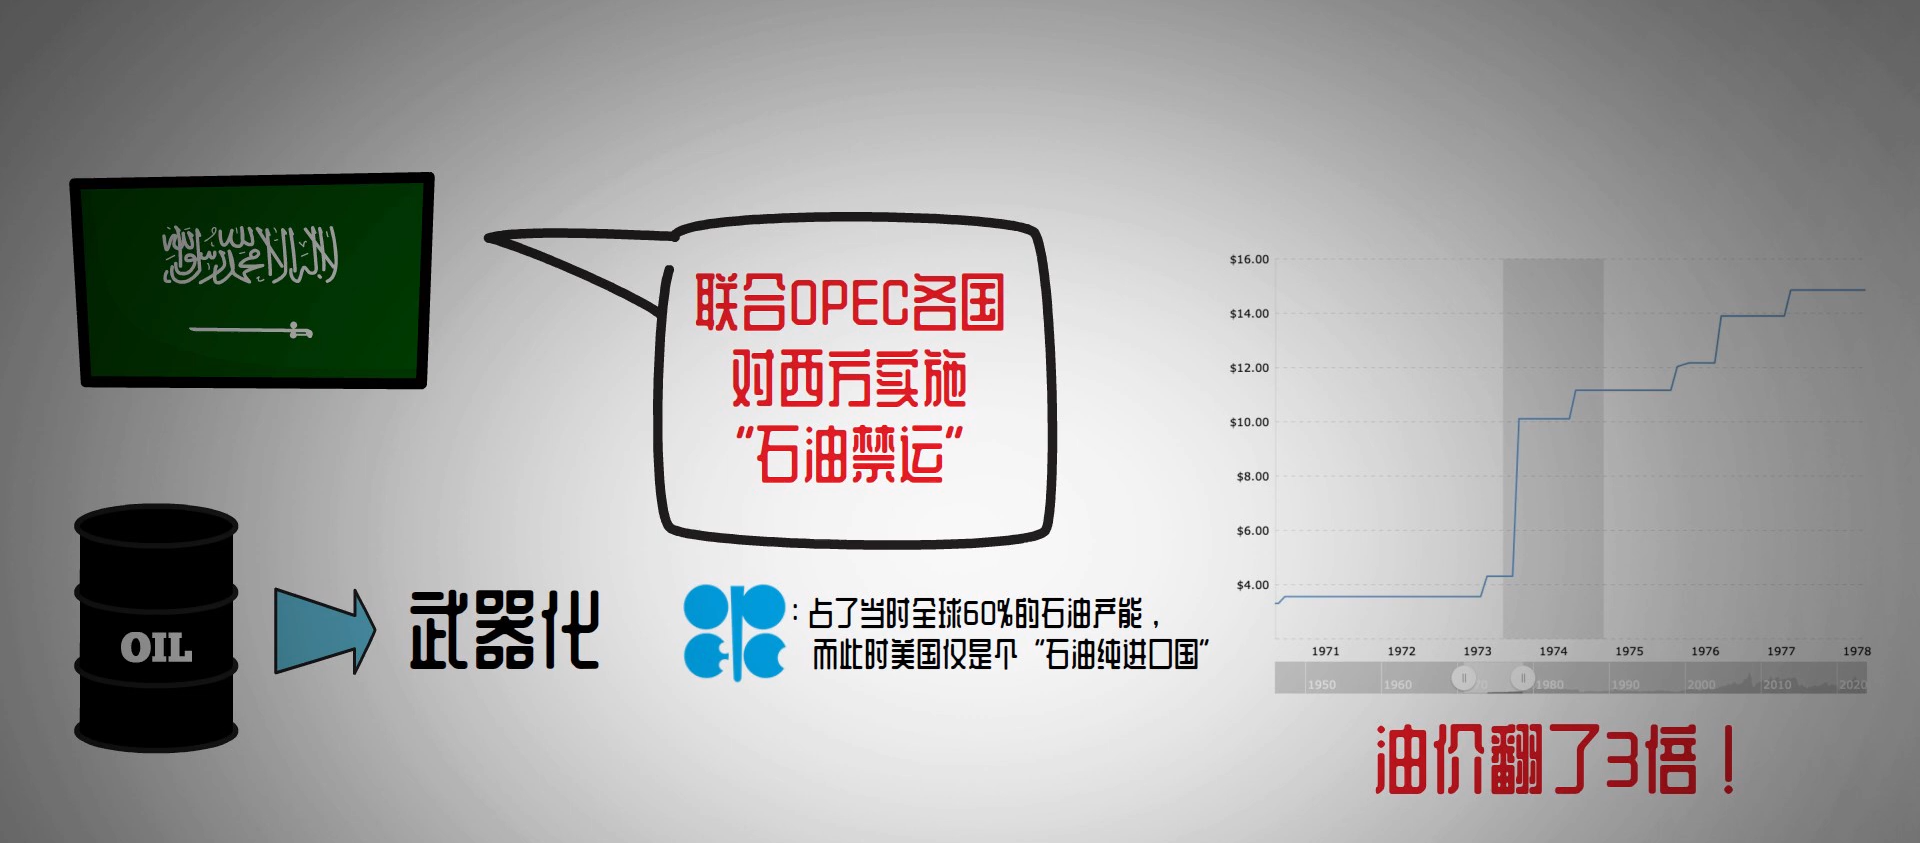 لا إله إلا الله محمد رسول الله
联合OPEC各国
对西方实施
“石油禁运”
OIL
武器化
：占了当时全球60%的石油产能，
而此时美国仅是个“石油纯进口国”
$16.00
$14.00
$12.00
$10.00
$8.00
$6.00
$4.00
1971 1972 1973 1974 1975 1976 1977 1978
1950 1960 70 1980 1990 2000 2010 2020
油价翻了3倍！